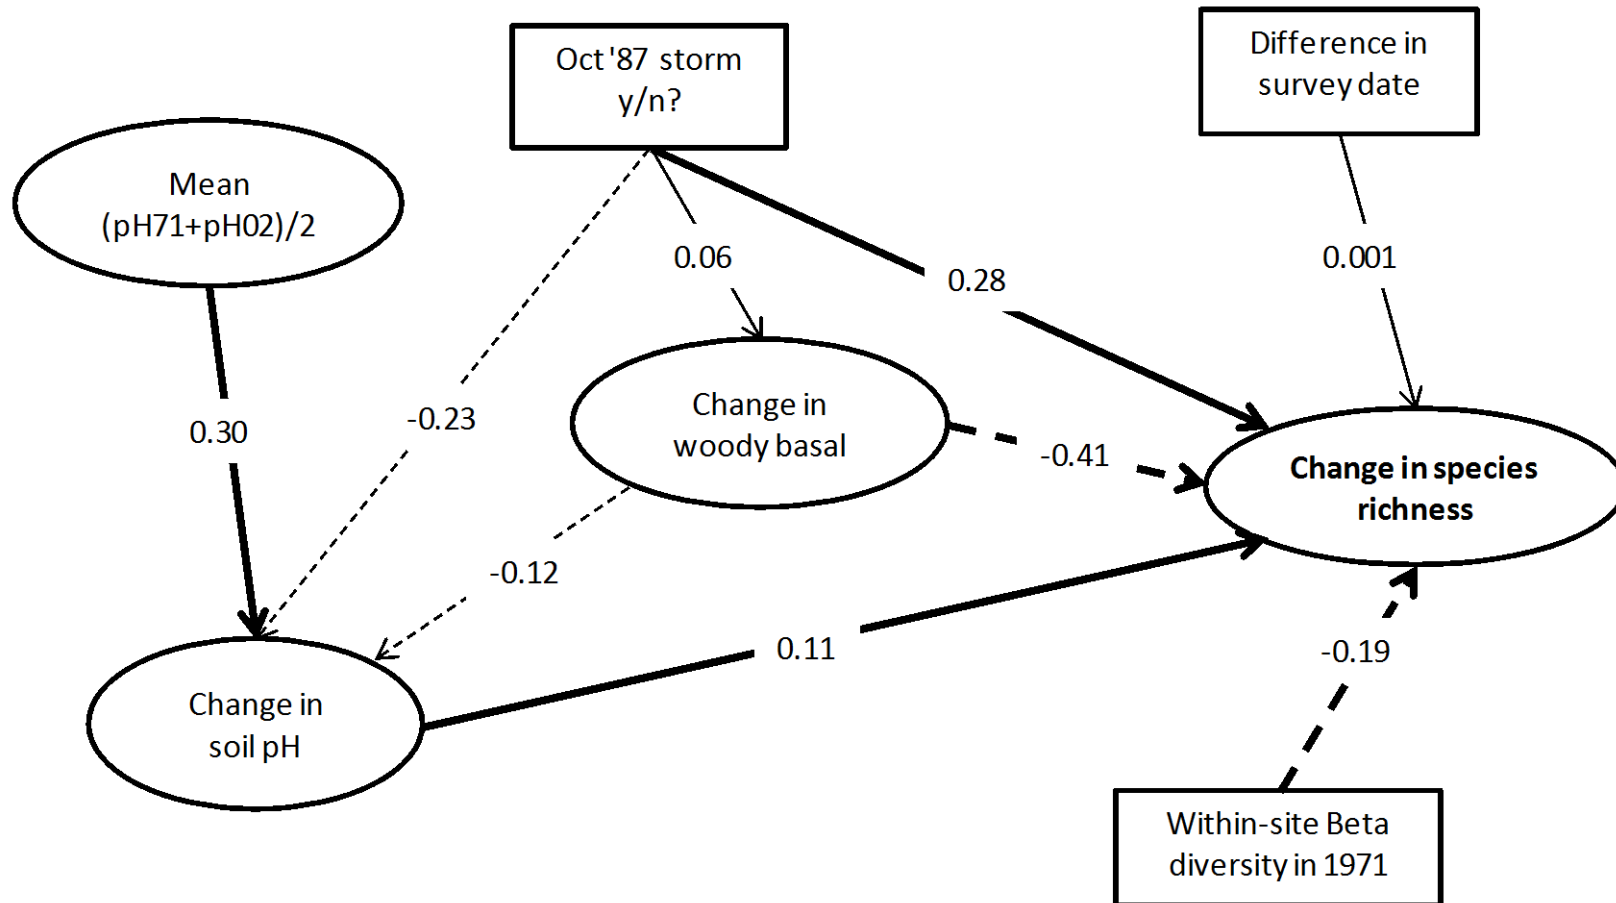 Oct '87 storm
y/n?
Difference in
survey date
Mean
(pH71+pH02)/2
0.06
0.28
0.001
0.30
-0.23
Change in
woody basal
-0.41
Change in species
richness
-0.12
0.11
-0.19
Change in
soil pH
Within-site Beta
diversity in 1971